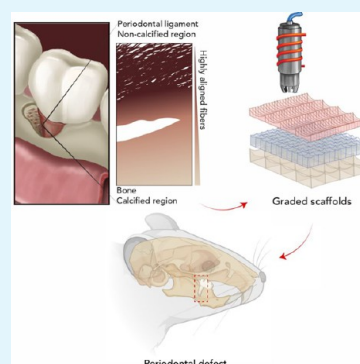 Periodontal ligament
Non-calcified region
Highly aligned fibers
Bone
Calcified region
Graded scaffolds
Periodontal defect